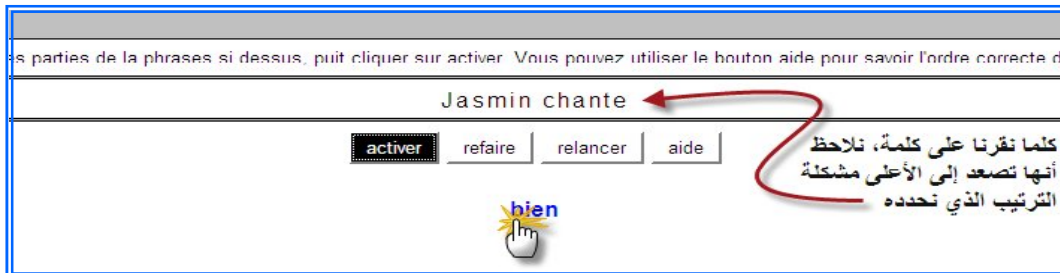 es parties de la phrases si dessus, puit cliquer sur activer. Vous pouvez utiliser le bouton aide pour savoir l'ordre correcte d
Jasmin chante
activer refaire relancer aide
كلما نقرنا على كلمة، نلاحظ
أنها تصعد إلى الأعلى مشكلة
الترتيب الذي نحدده
bien